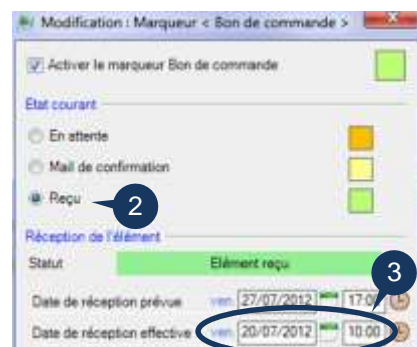 Modification : Marqueur < Bon de commande >
Activer le marqueur Bon de commande
Etat courant
En attente
Mail de confirmation
Reçu 2
Réception de l'élément
Statut Elément reçu 3
Date de réception prévue ven. 27/07/2012 17:00
Date de réception effective ven. 20/07/2012 10:00